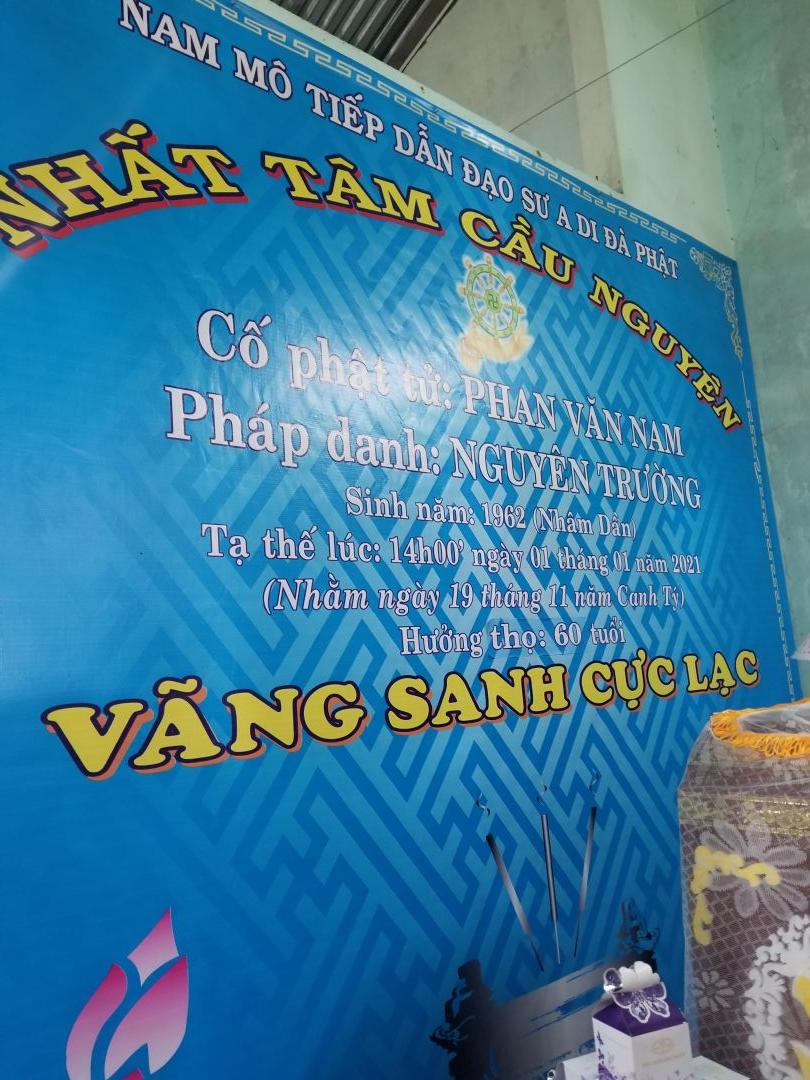 NAM MÔ TIẾP DẪN ĐẠO SƯ A DI ĐÀ PHẬT
NHẤT TÂM CẦU NGUYỆN
Cố phật tử: PHAN VĂN NAM
Pháp danh: NGUYÊN TRƯỜNG
Sinh năm: 1962 (Nhâm Dần)
Tạ thế lúc: 14h00' ngày 01 tháng 01 năm 2021
(Nhằm ngày 19 tháng 11 năm Canh Tý)
Hưởng thọ: 60 tuổi
VÃNG SANH CỰC LẠC